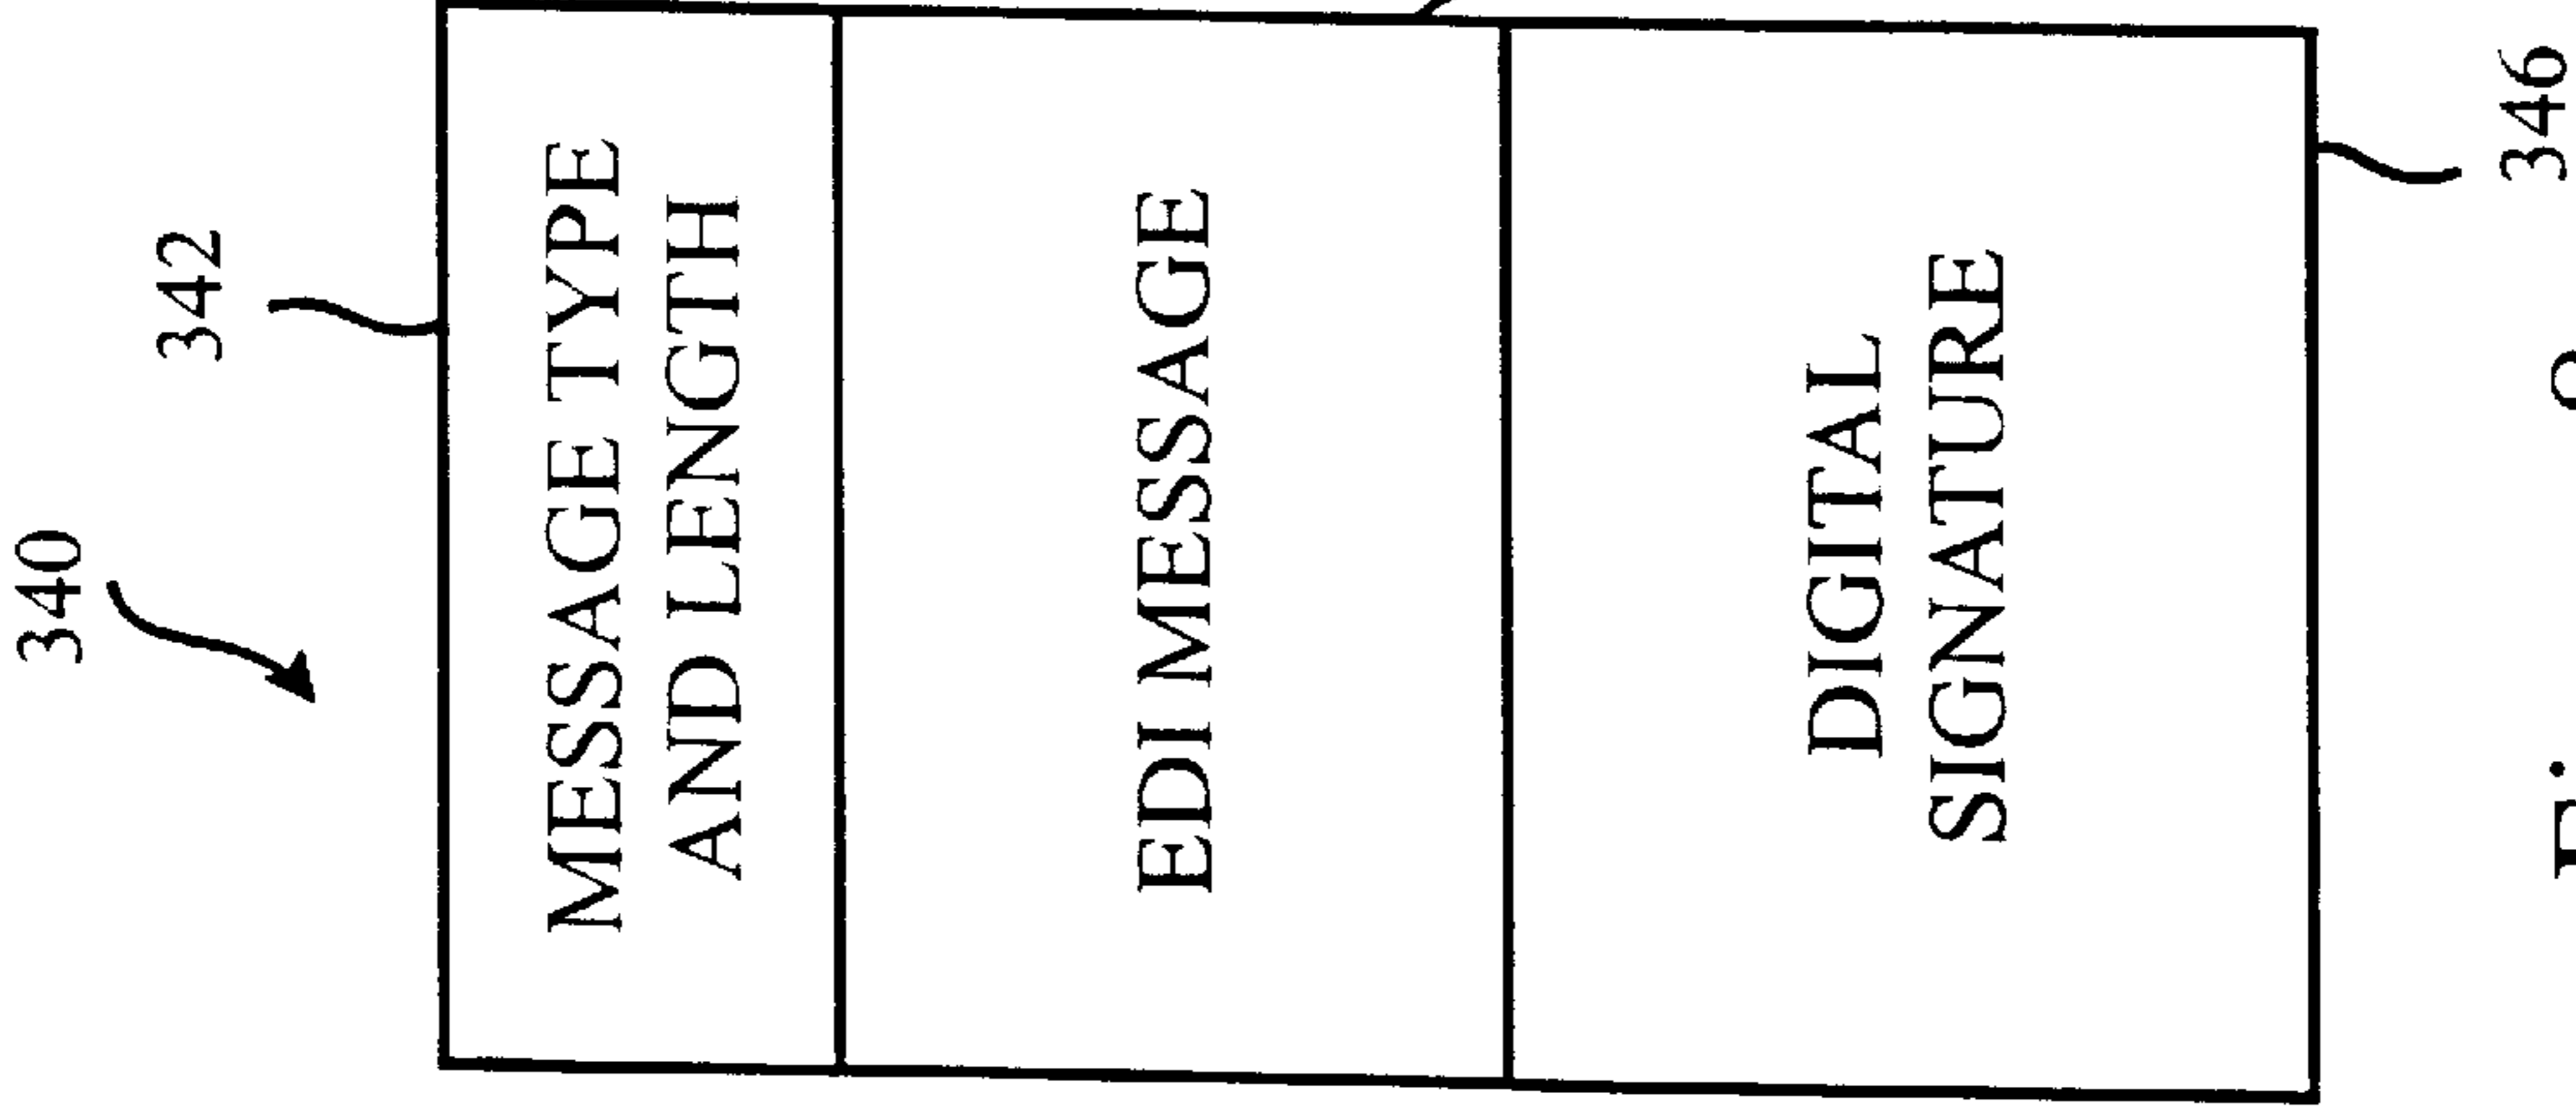 340
342
MESSAGE TYPE
AND LENGTH
EDI MESSAGE
DIGITAL
SIGNATURE
346